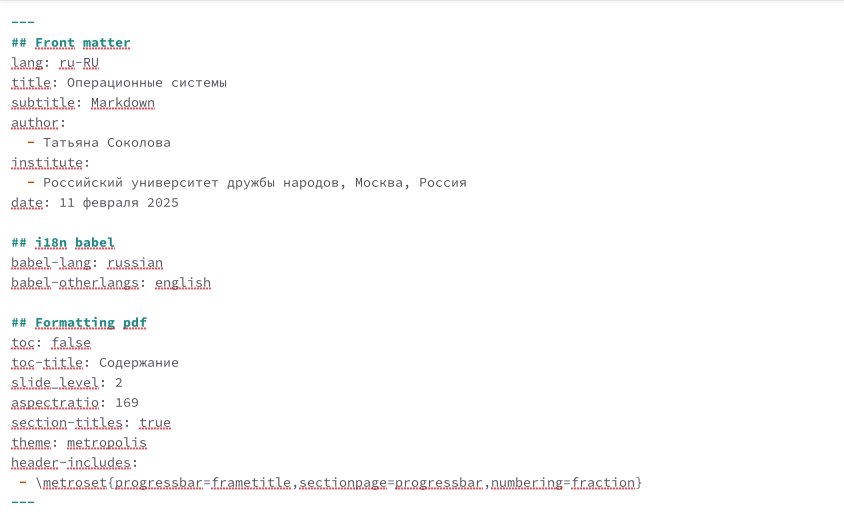 ---
## Front matter
lang: ru-RU
title: Операционные системы
subtitle: Markdown
author:
  - Татьяна Соколова
institute:
  - Российский университет дружбы народов, Москва, Россия
date: 11 февраля 2025

## i18n babel
babel-lang: russian
babel-otherlangs: english

## Formatting pdf
toc: false
toc-title: Содержание
slide_level: 2
aspectratio: 169
section-titles: true
theme: metropolis
header-includes:
 - \metroset{progressbar=frametitle,sectionpage=progressbar,numbering=fraction}
---